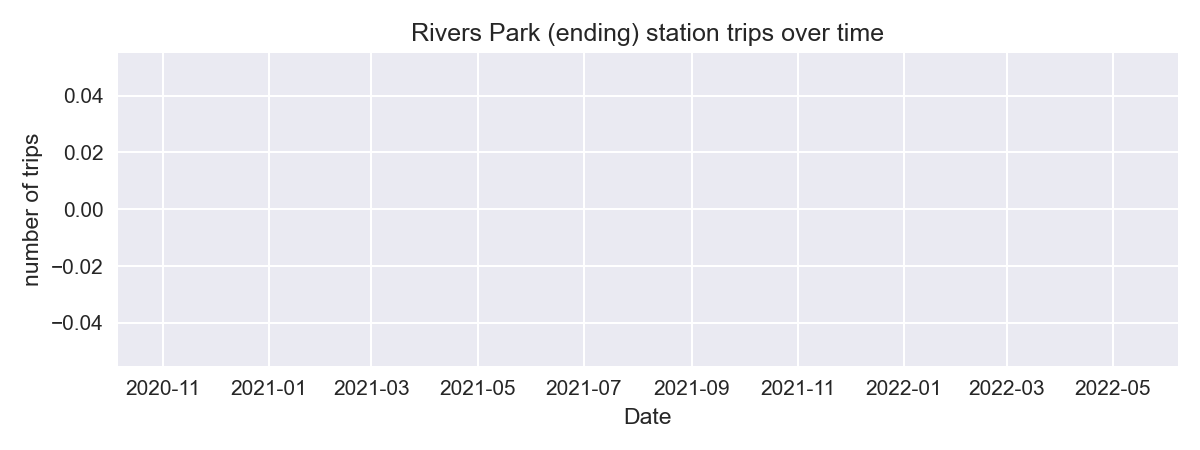 Rivers Park (ending) station trips over time
number of trips
0.04
0.02
0.00
−0.02
−0.04
2020-11 2021-01 2021-03 2021-05 2021-07 2021-09 2021-11 2022-01 2022-03 2022-05
Date